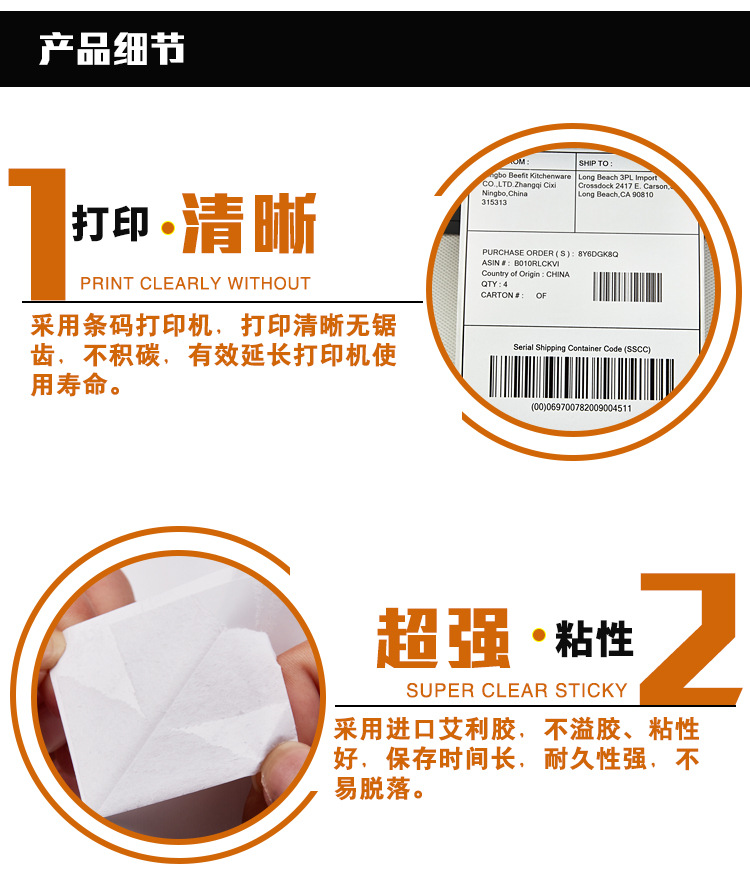 产品细节
1
打印·清晰
PRINT CLEARLY WITHOUT
采用条码打印机，打印清晰无锯
齿，不积碳，有效延长打印机使
用寿命。
SHIP TO :
Beefit Kitchenware
CO.,LTD.Zhangqi Cixi
Ningbo,China
315313
Long Beach 3PL Import
Crossdock 2417 E. Carson,
Long Beach,CA 90810
PURCHASE ORDER ( S ) : 8Y6DGK8Q
ASIN # : B010RLCKVI
Country of Origin : CHINA
QTY : 4
CARTON # : OF
Serial Shipping Container Code (SSCC)
(00)069700782009004511
超强·粘性
2
SUPER CLEAR STICKY
采用进口艾利胶，不溢胶、粘性
好，保存时间长，耐久性强，不
易脱落。